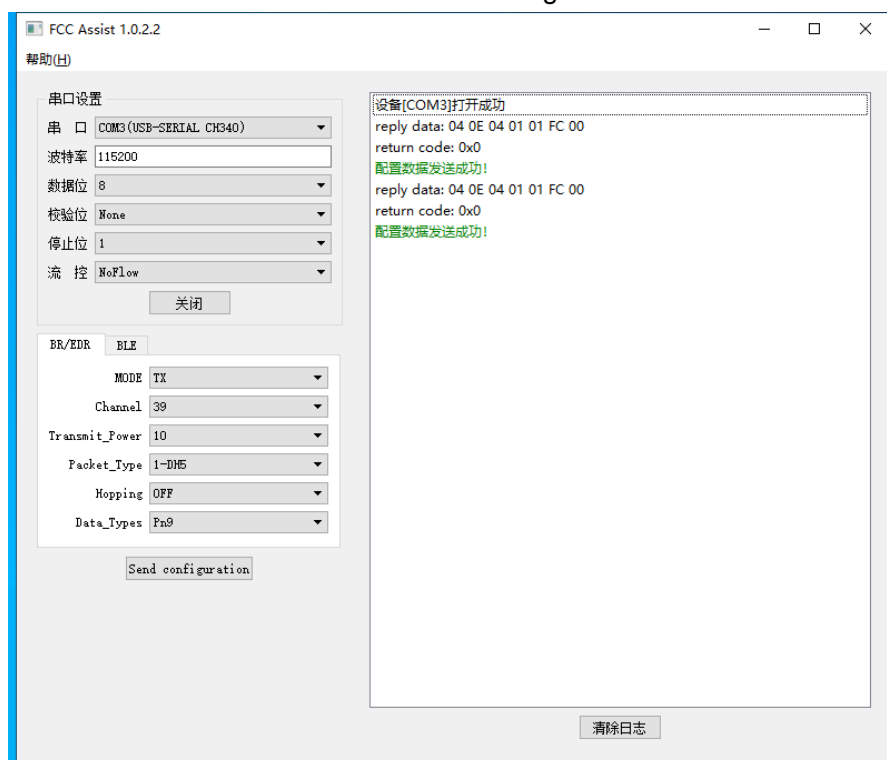 FCC Assist 1.0.2.2
帮助(H)
串口设置
串 口 COM3(USB-SERIAL CH340)
波特率 115200
数据位 8
校验位 None
停止位 1
流 控 NoFlow
关闭
BR/EDR BLE
MODE TX
Channel 39
Transmit_Power 10
Packet_Type 1-DH5
Hopping OFF
Data_Types Pn9
Send configuration
设备[COM3]打开成功
reply data: 04 0E 04 01 01 FC 00
return code: 0x0
配置数据发送成功!
reply data: 04 0E 04 01 01 FC 00
return code: 0x0
配置数据发送成功!
清除日志